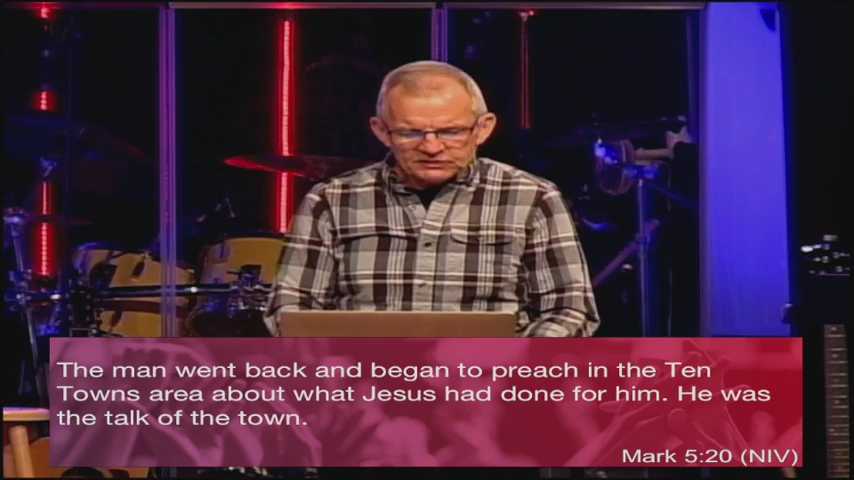 The man went back and began to preach in the Ten
Towns area about what Jesus had done for him. He was
the talk of the town.
Mark 5:20 (NIV)